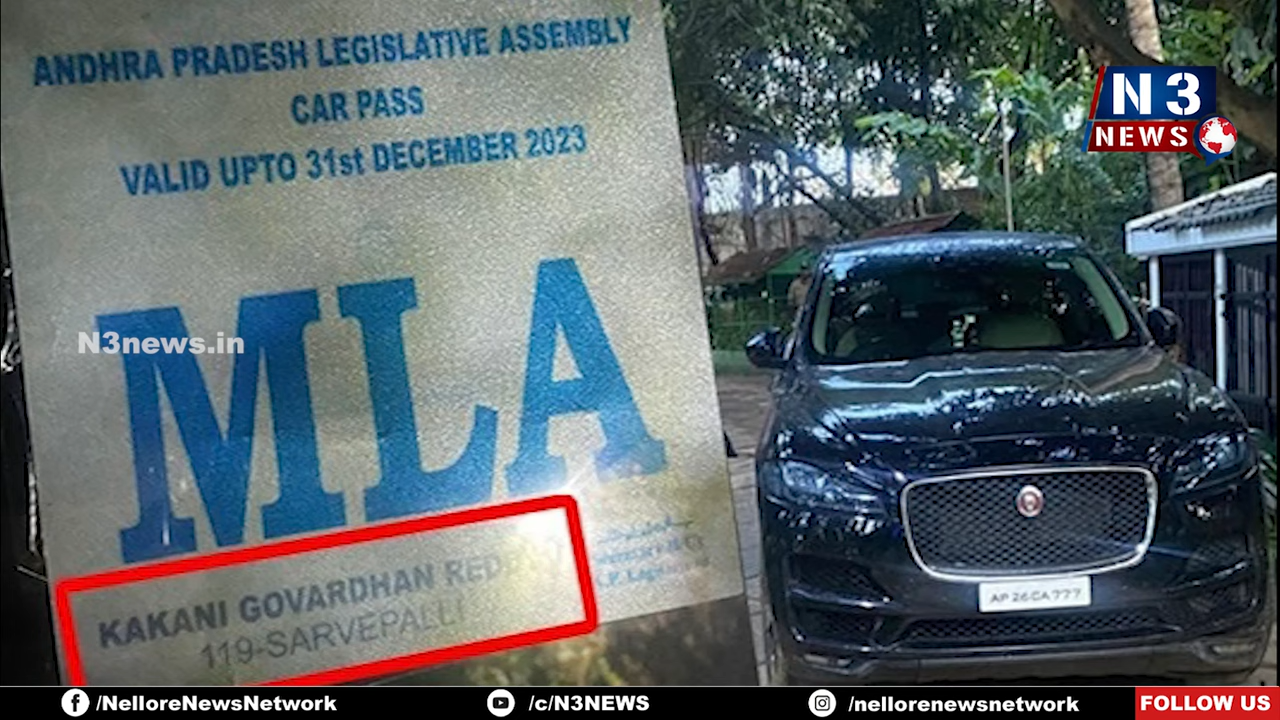 ANDHRA PRADESH LEGISLATIVE ASSEMBLY
CAR PASS
VALID UPTO 31st DECEMBER 2023
MLA
KAKANI GOVARDHAN
119-SARVEPALLI
N3news.in
N3
NEWS
AP 26CA 777
/NelloreNewsNetwork
/c/N3NEWS
/nellorenewsnetwork
FOLLOW US